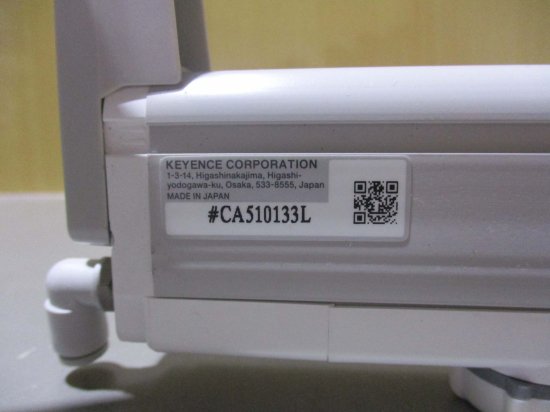 KEYENCE CORPORATION
1-3-14, Higashinakajima, Higashi-
yodogawa-ku, Osaka, 533-8555, Japan
MADE IN JAPAN
#CA510133L